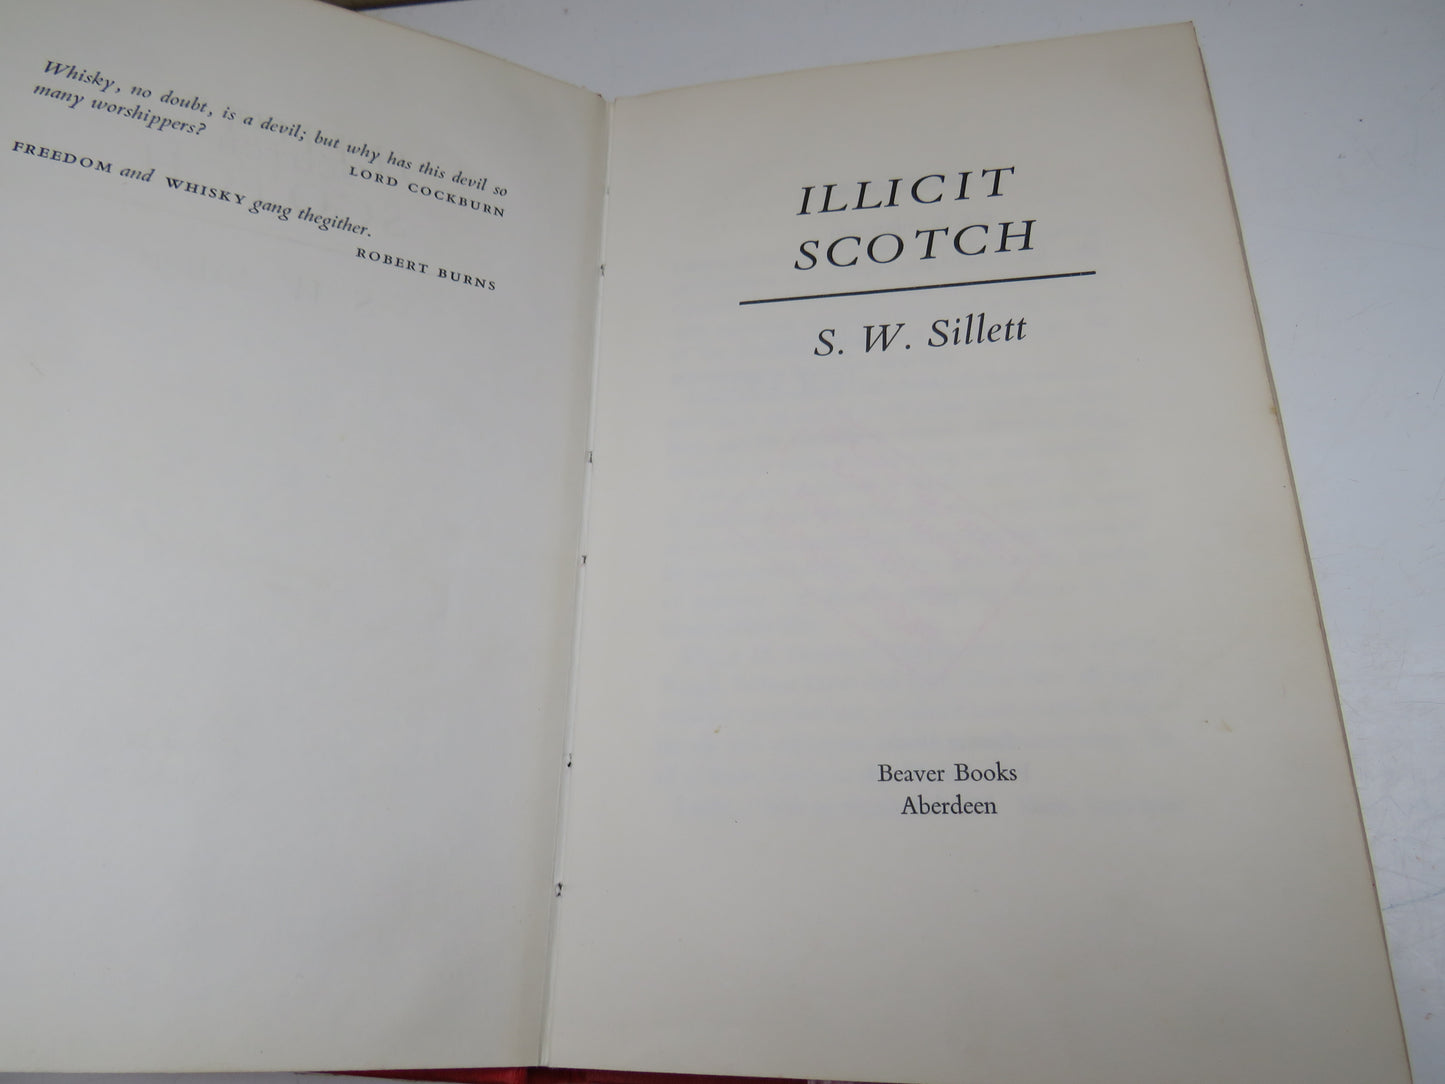 Whisky, no doubt, is a devil; but why has this devil so
many worshippers?
LORD COCKBURN
FREEDOM and WHISKY gang thegither.
ROBERT BURNS
ILLICIT
SCOTCH
S. W. Sillett
Beaver Books
Aberdeen